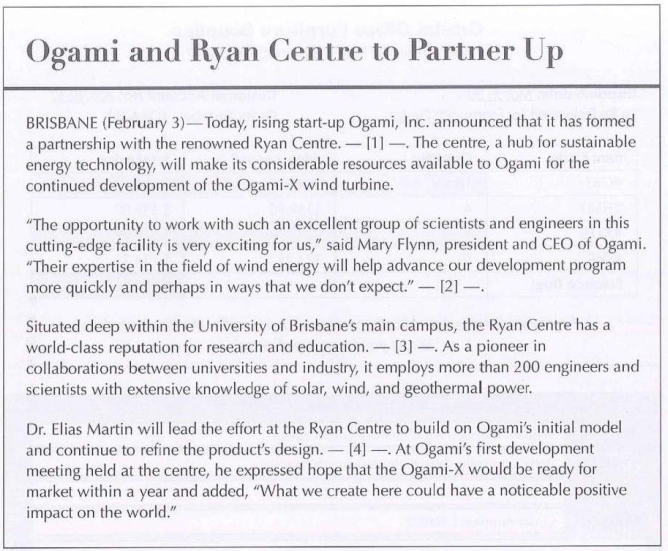 Ogami and Ryan Centre to Partner Up
BRISBANE (February 3)—Today, rising start-up Ogami, Inc. announced that it has formed
a partnership with the renowned Ryan Centre. — [1] —. The centre, a hub for sustainable
energy technology, will make its considerable resources available to Ogami for the
continued development of the Ogami-X wind turbine.
"The opportunity to work with such an excellent group of scientists and engineers in this
cutting-edge facility is very exciting for us," said Mary Flynn, president and CEO of Ogami.
"Their expertise in the field of wind energy will help advance our development program
more quickly and perhaps in ways that we don't expect." — [2] —.
Situated deep within the University of Brisbane's main campus, the Ryan Centre has a
world-class reputation for research and education. — [3] —. As a pioneer in
collaborations between universities and industry, it employs more than 200 engineers and
scientists with extensive knowledge of solar, wind, and geothermal power.
Dr. Elias Martin will lead the effort at the Ryan Centre to build on Ogami's initial model
and continue to refine the product's design. — [4] —. At Ogami's first development
meeting held at the centre, he expressed hope that the Ogami-X would be ready for
market within a year and added, "What we create here could have a noticeable positive
impact on the world."